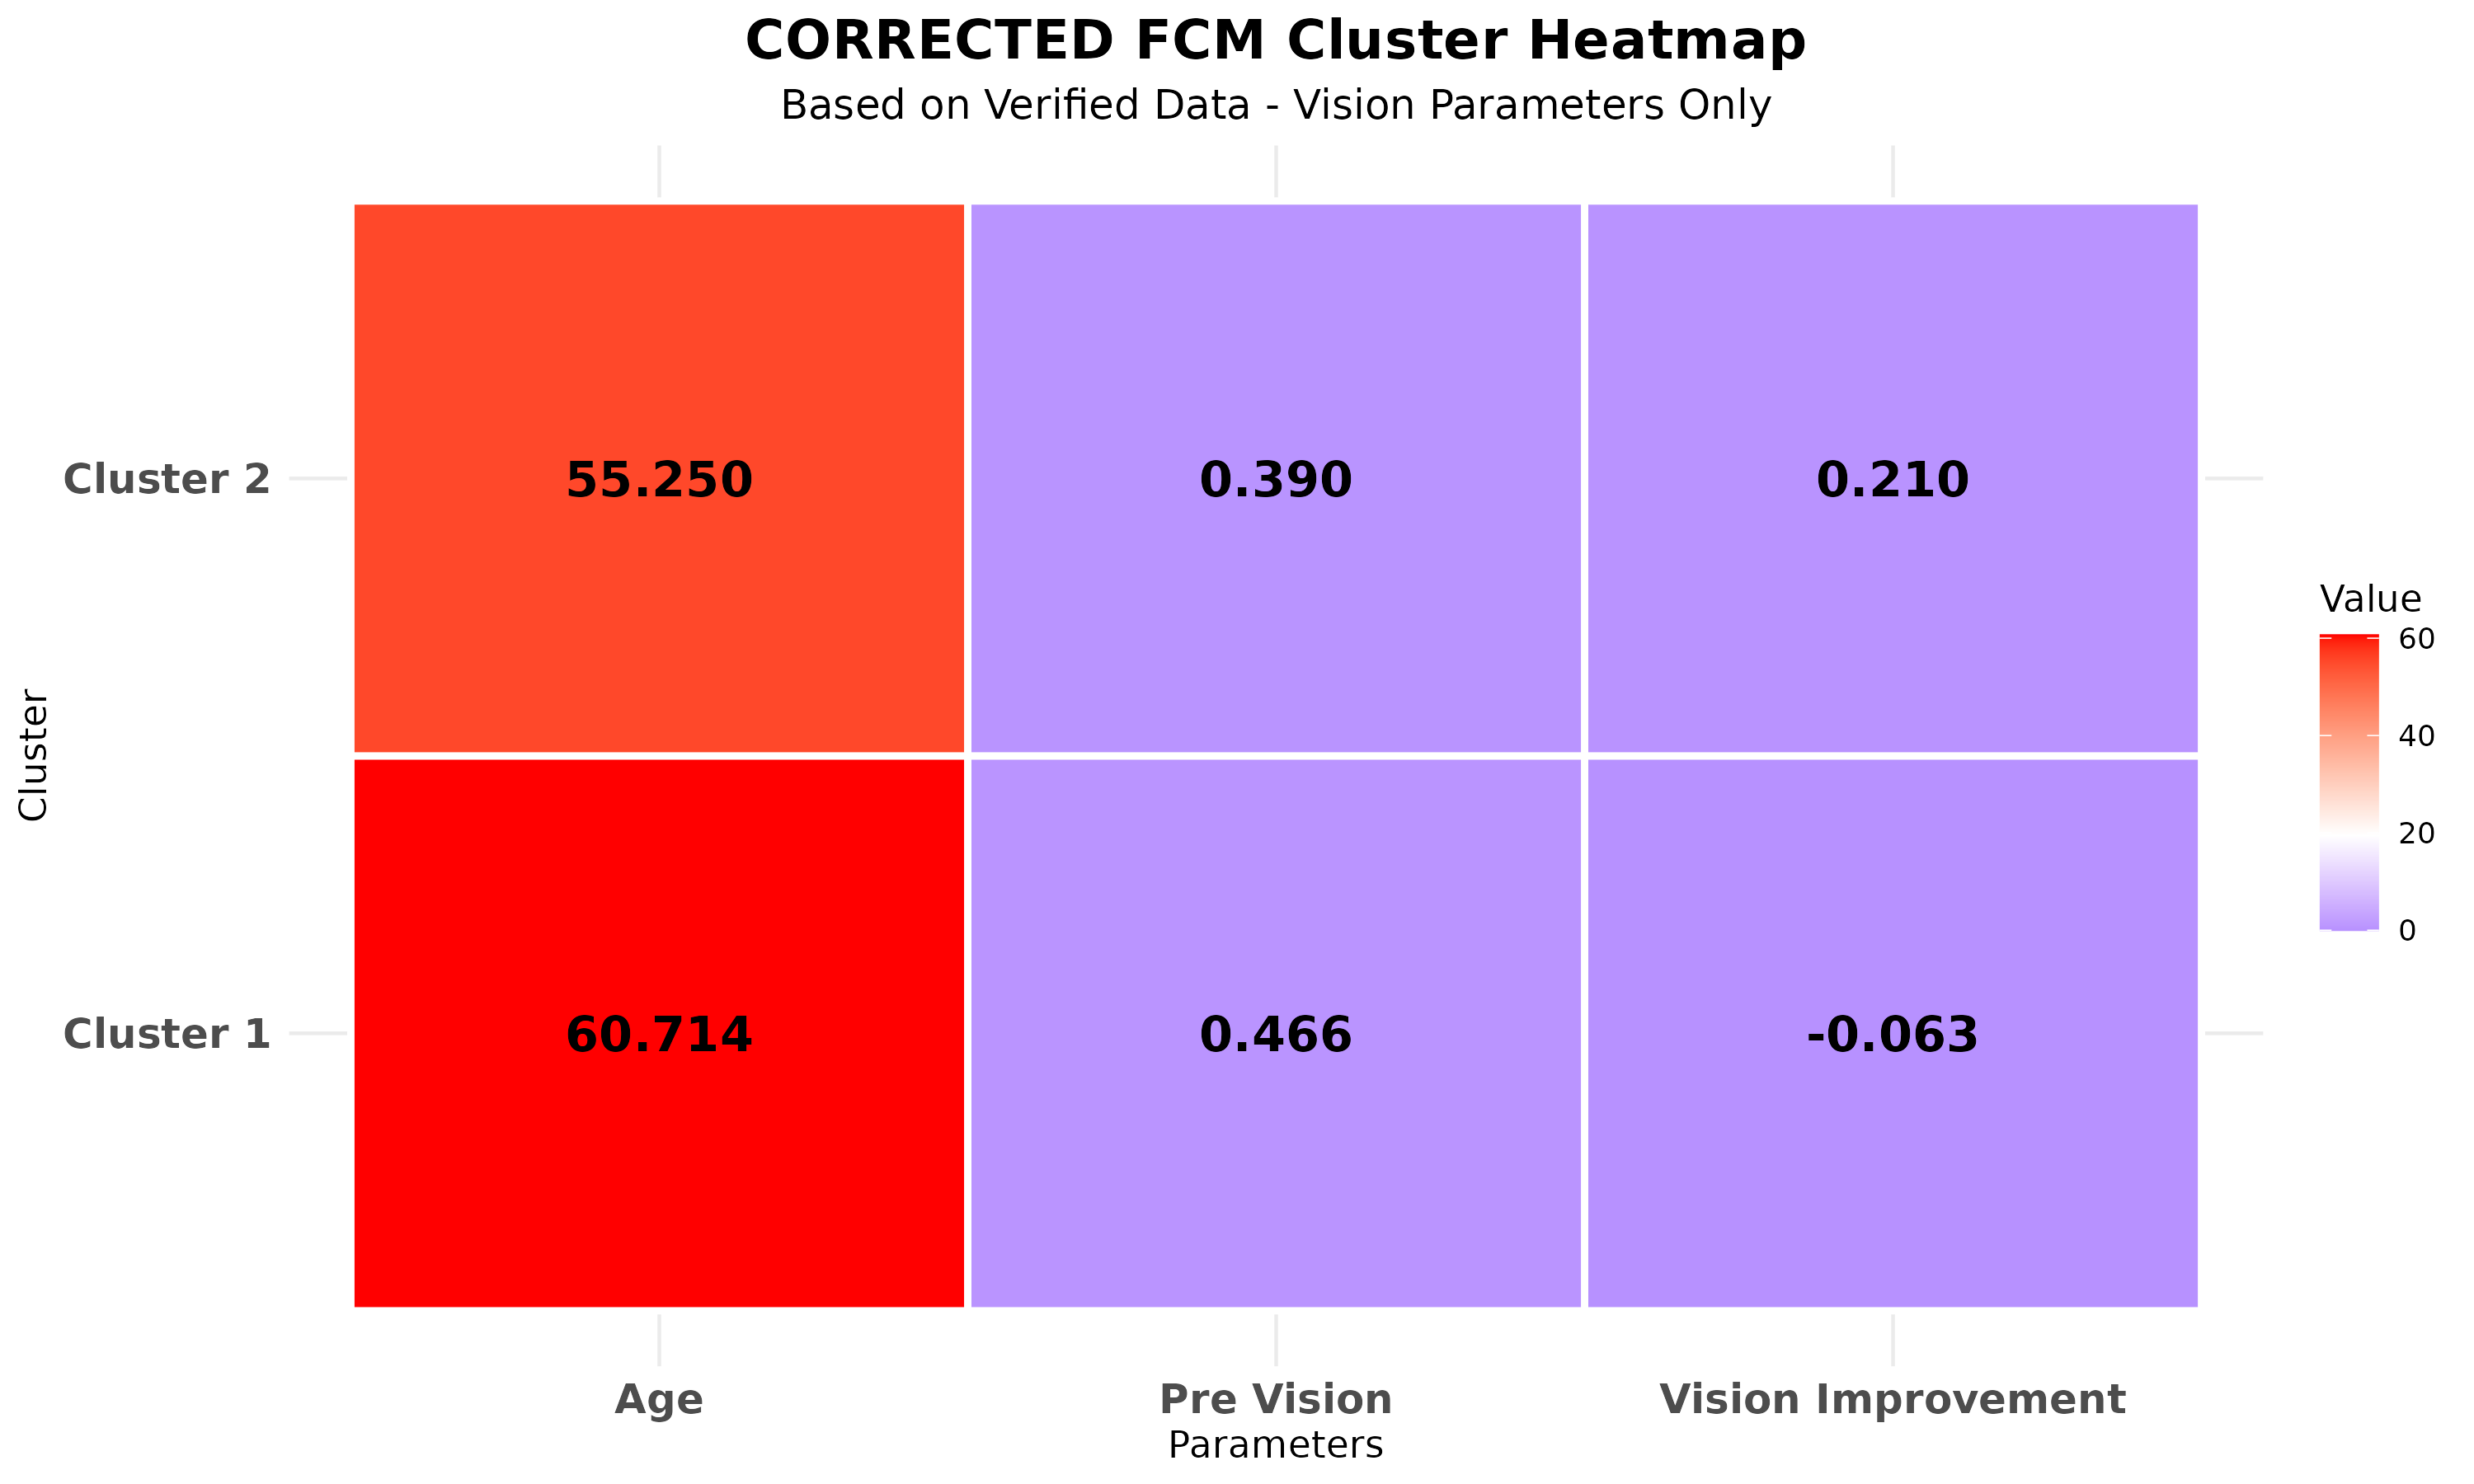 CORRECTED FCM Cluster Heatmap
Based on Verified Data - Vision Parameters Only
Cluster
Cluster 2
55.250
0.390
0.210
Cluster 1
60.714
0.466
-0.063
Age
Pre Vision
Vision Improvement
Parameters
Value
60
40
20
0